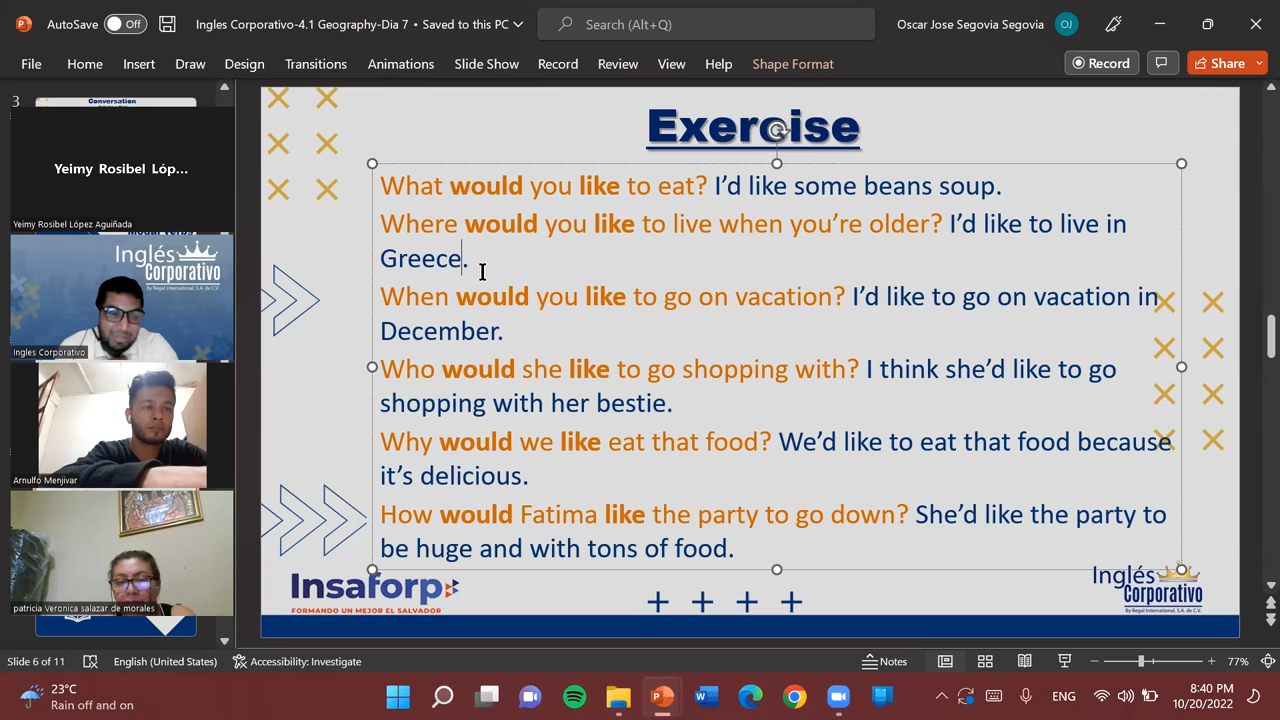 AutoSave Off Ingles Corporativo-4.1 Geography-Dia 7 • Saved to this PC Search (Alt+Q) Oscar Jose Segovia Segovia OJ
File Home Insert Draw Design Transitions Animations Slide Show Record Review View Help Shape Format Record Share
3
Conversation
Yeimy Rosibel Lóp...
Yeimy Rosibel López Aguiñada
Inglés
Corporativo
By Regal International, S.A. de C.V.
Ingles Corporativo
Arnulfo Menjivar
patricia Veronica salazar de morales
Exercise
What would you like to eat? I’d like some beans soup.
Where would you like to live when you’re older? I’d like to live in
Greece.
When would you like to go on vacation? I’d like to go on vacation in
December.
Who would she like to go shopping with? I think she’d like to go
shopping with her bestie.
Why would we like eat that food? We’d like to eat that food because
it’s delicious.
How would Fatima like the party to go down? She’d like the party to
be huge and with tons of food.
Insaforp
FORMANDO UN MEJOR EL SALVADOR
Inglés
Corporativo
By Regal International, S.A. de C.V.
Slide 6 of 11 English (United States) Accessibility: Investigate Notes 77%
23°C
Rain off and on
ENG
8:40 PM
10/20/2022